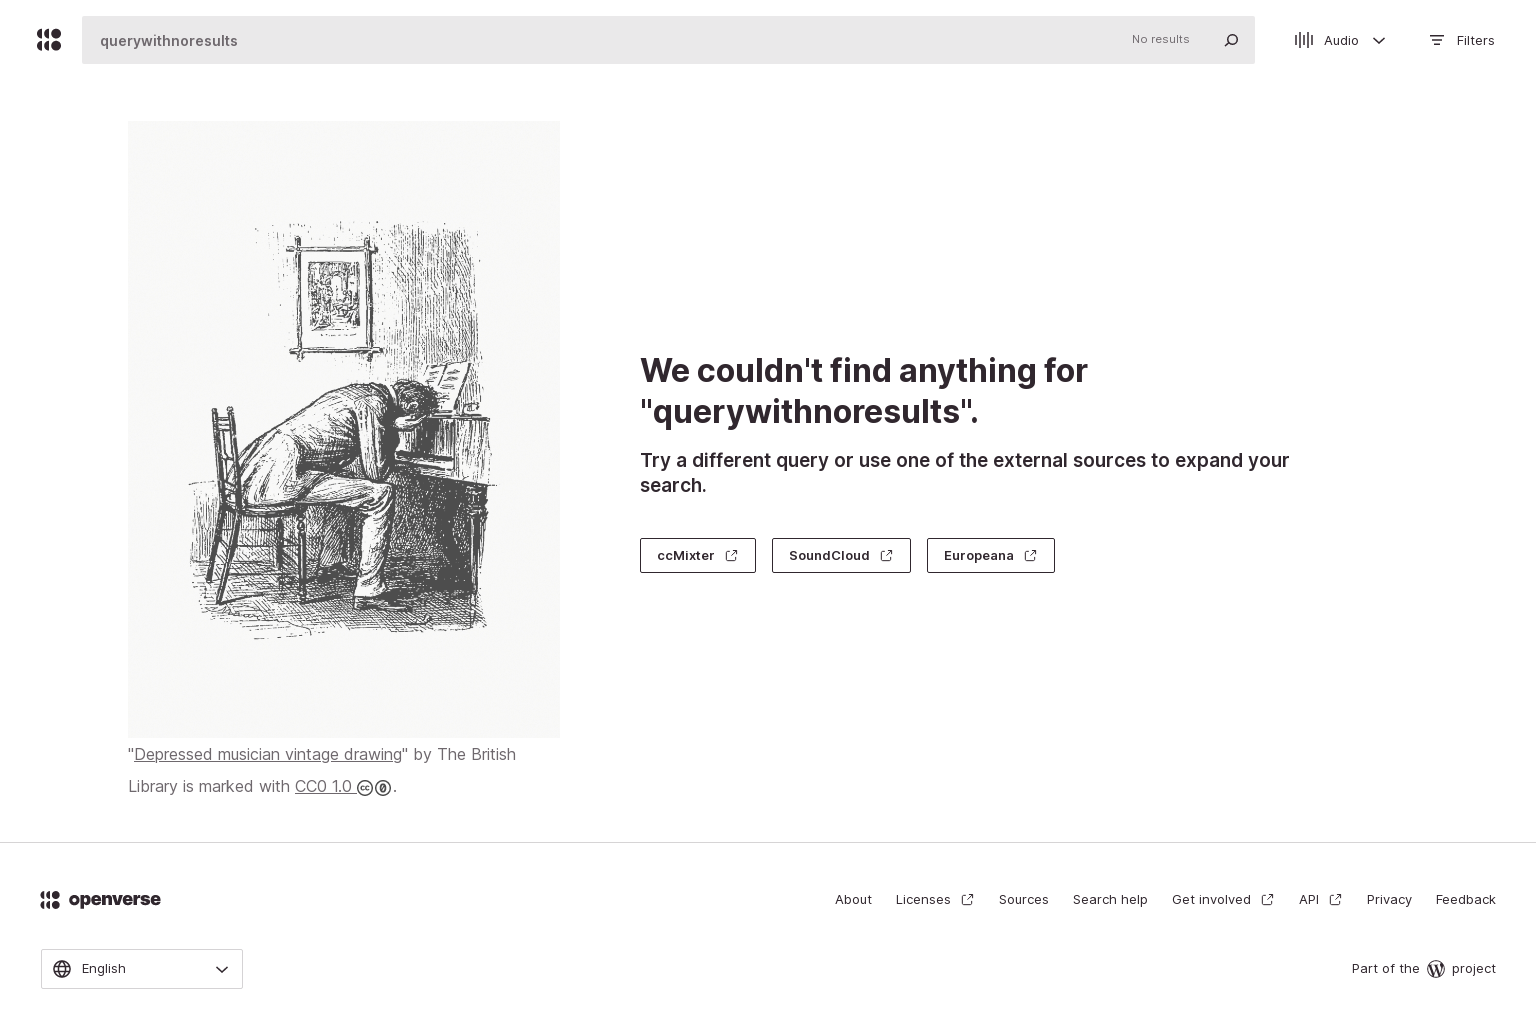 querywithnoresults
No results
Audio
Filters
We couldn't find anything for
"querywithnoresults".
Try a different query or use one of the external sources to expand your
search.
ccMixter
SoundCloud
Europeana
"Depressed musician vintage drawing" by The British
Library is marked with CC0 1.0 .
openverse
About
Licenses
Sources
Search help
Get involved
API
Privacy
Feedback
English
Part of the
project